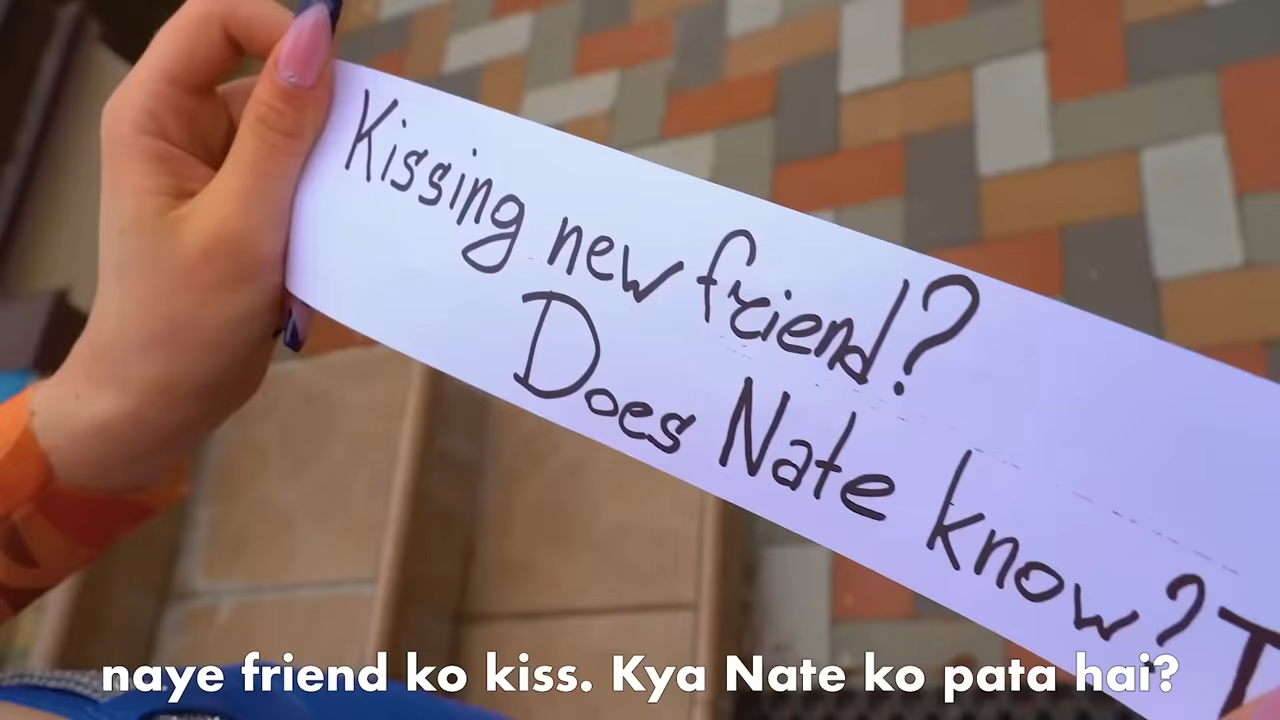 Kissing new friend?
Does Nate know? T
naye friend ko kiss. Kya Nate ko pata hai?